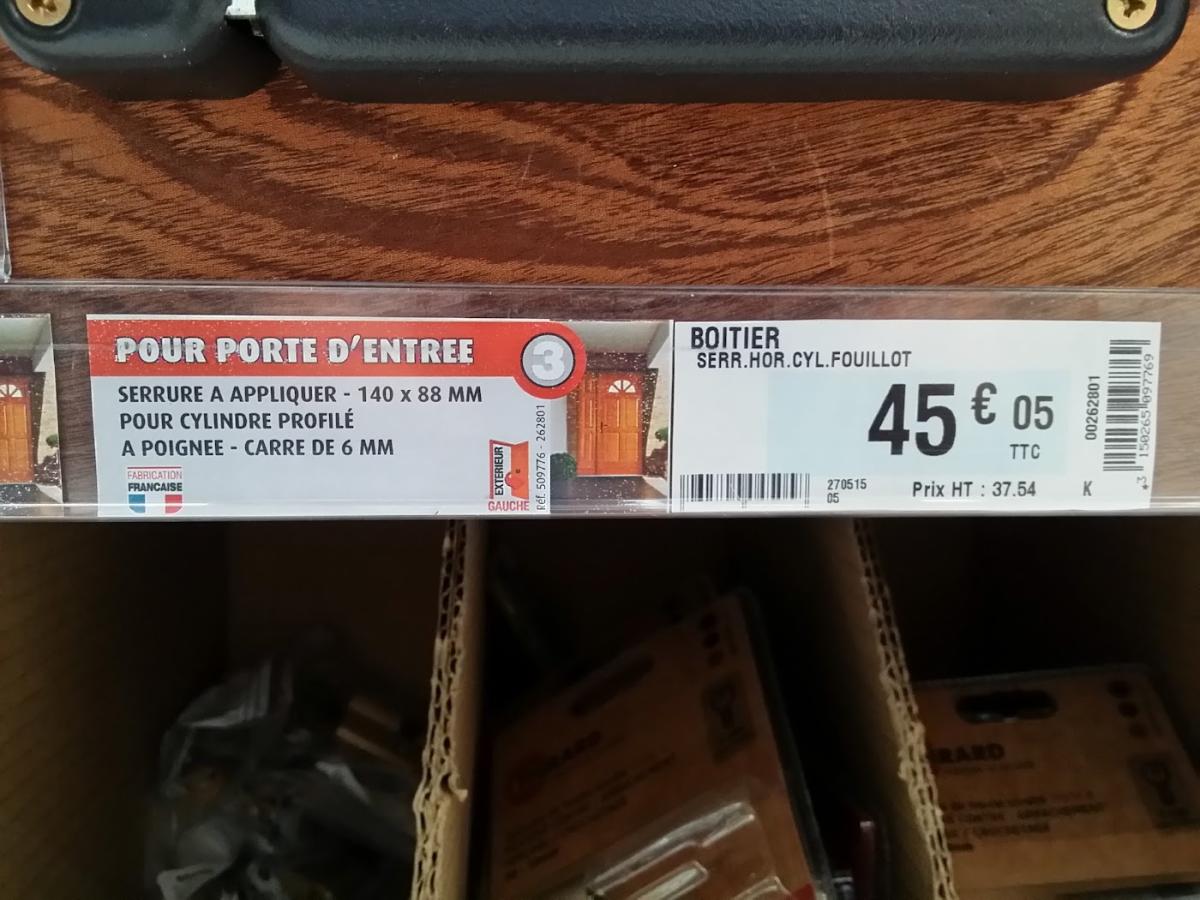 POUR PORTE D'ENTREE
3
SERRURE A APPLIQUER - 140 x 88 MM
POUR CYLINDRE PROFILÉ
A POIGNEE - CARRE DE 6 MM
FABRICATION
FRANCAISE
EXTERIEUR
GAUCHE
Réf. 509776 - 262801
BOITIER
SERR.HOR.CYL.FOUILLOT
45 € 05
TTC
270515
05
Prix HT : 37.54
K
00262801
3 150265 097769